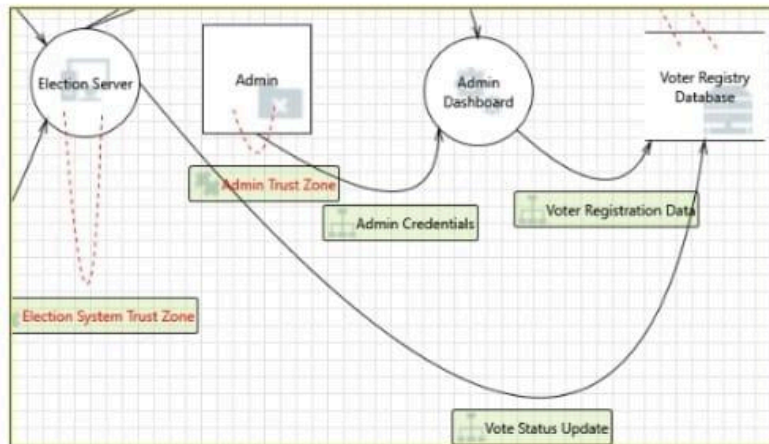 Election Server
Admin
Admin
Dashboard
Voter Registry
Database
Admin Trust Zone
Admin Credentials
Voter Registration Data
Election System Trust Zone
Vote Status Update